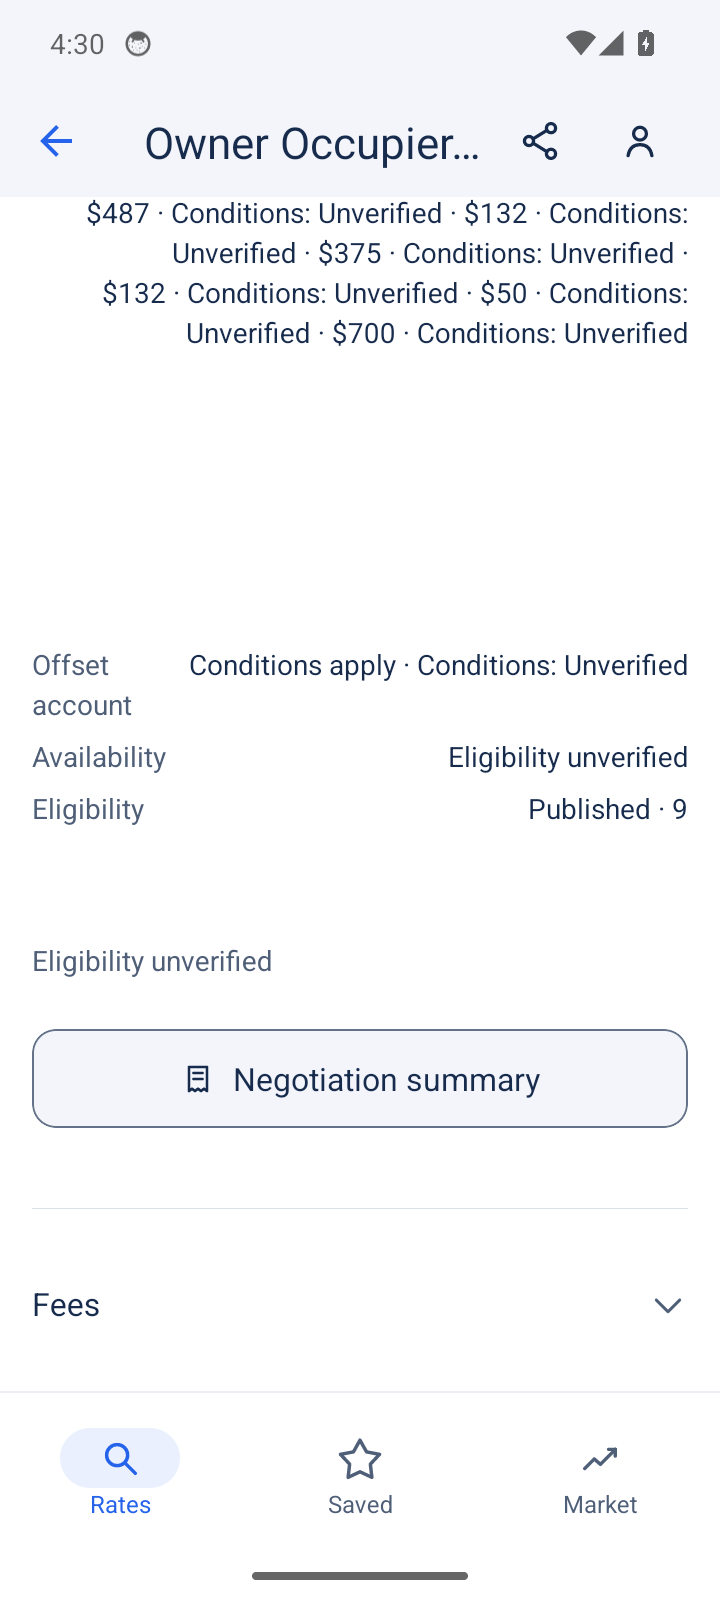 4:30
Owner Occupier...
$487 · Conditions: Unverified · $132 · Conditions:
Unverified · $375 · Conditions: Unverified ·
$132 · Conditions: Unverified · $50 · Conditions:
Unverified · $700 · Conditions: Unverified
Offset account
Conditions apply · Conditions: Unverified
Availability
Eligibility unverified
Eligibility
Published · 9
Eligibility unverified
Negotiation summary
Fees
Rates
Saved
Market